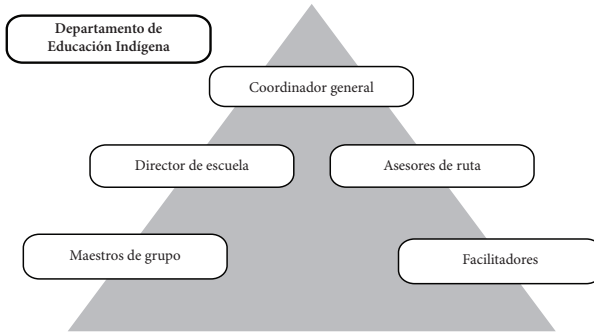 Departamento de
Educación Indígena
Coordinador general
Director de escuela
Asesores de ruta
Maestros de grupo
Facilitadores